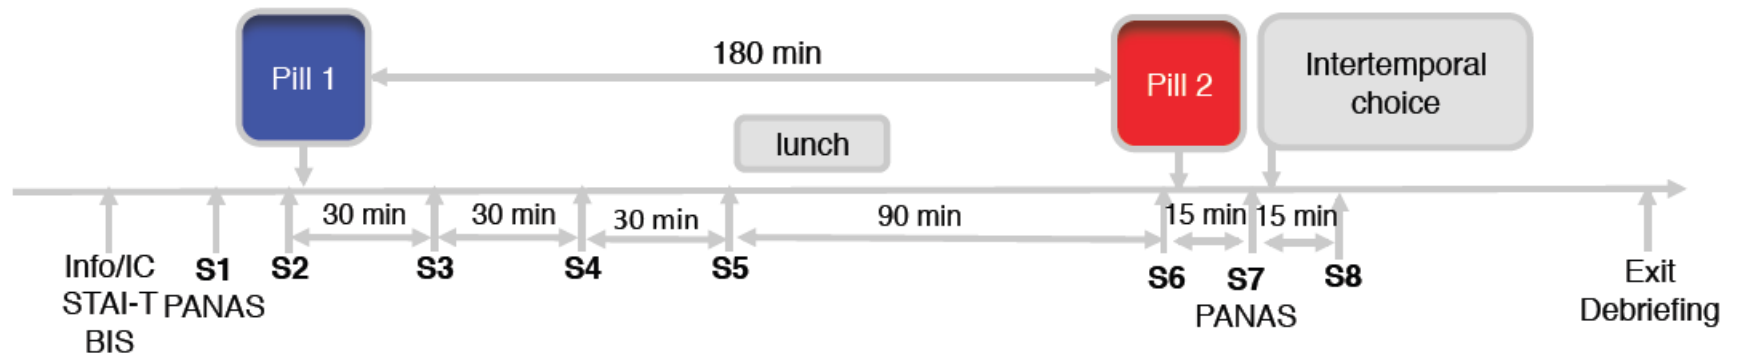 Pill 1
180 min
Pill 2
Intertemporal
choice
lunch
30 min
30 min
30 min
90 min
15 min
15 min
Info/IC
STAI-T
BIS
S1
PANAS
S2
S3
S4
S5
S6
S7
PANAS
S8
Exit
Debriefing